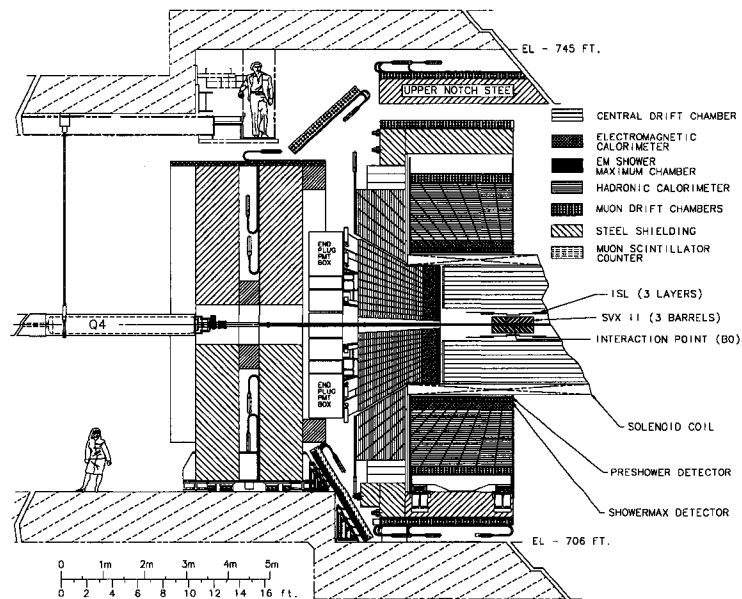 EL - 745 FT.
UPPER NOTCH STEEL
CENTRAL DRIFT CHAMBER
ELECTROMAGNETIC
CALORIMETER
EM SHOWER
MAXIMUM CHAMBER
HADRONIC CALORIMETER
MUON DRIFT CHAMBERS
STEEL SHIELDING
MUON SCINTILLATOR
COUNTER
END
PLUG
PMT
BOX
Q4
ISL (3 LAYERS)
SVX II (3 BARRELS)
INTERACTION POINT (B0)
END
PLUG
PMT
BOX
SOLENOID COIL
PRESHOWER DETECTOR
SHOWERMAX DETECTOR
EL - 706 FT.
0 1m 2m 3m 4m 5m
0 2 4 6 8 10 12 14 16 ft.